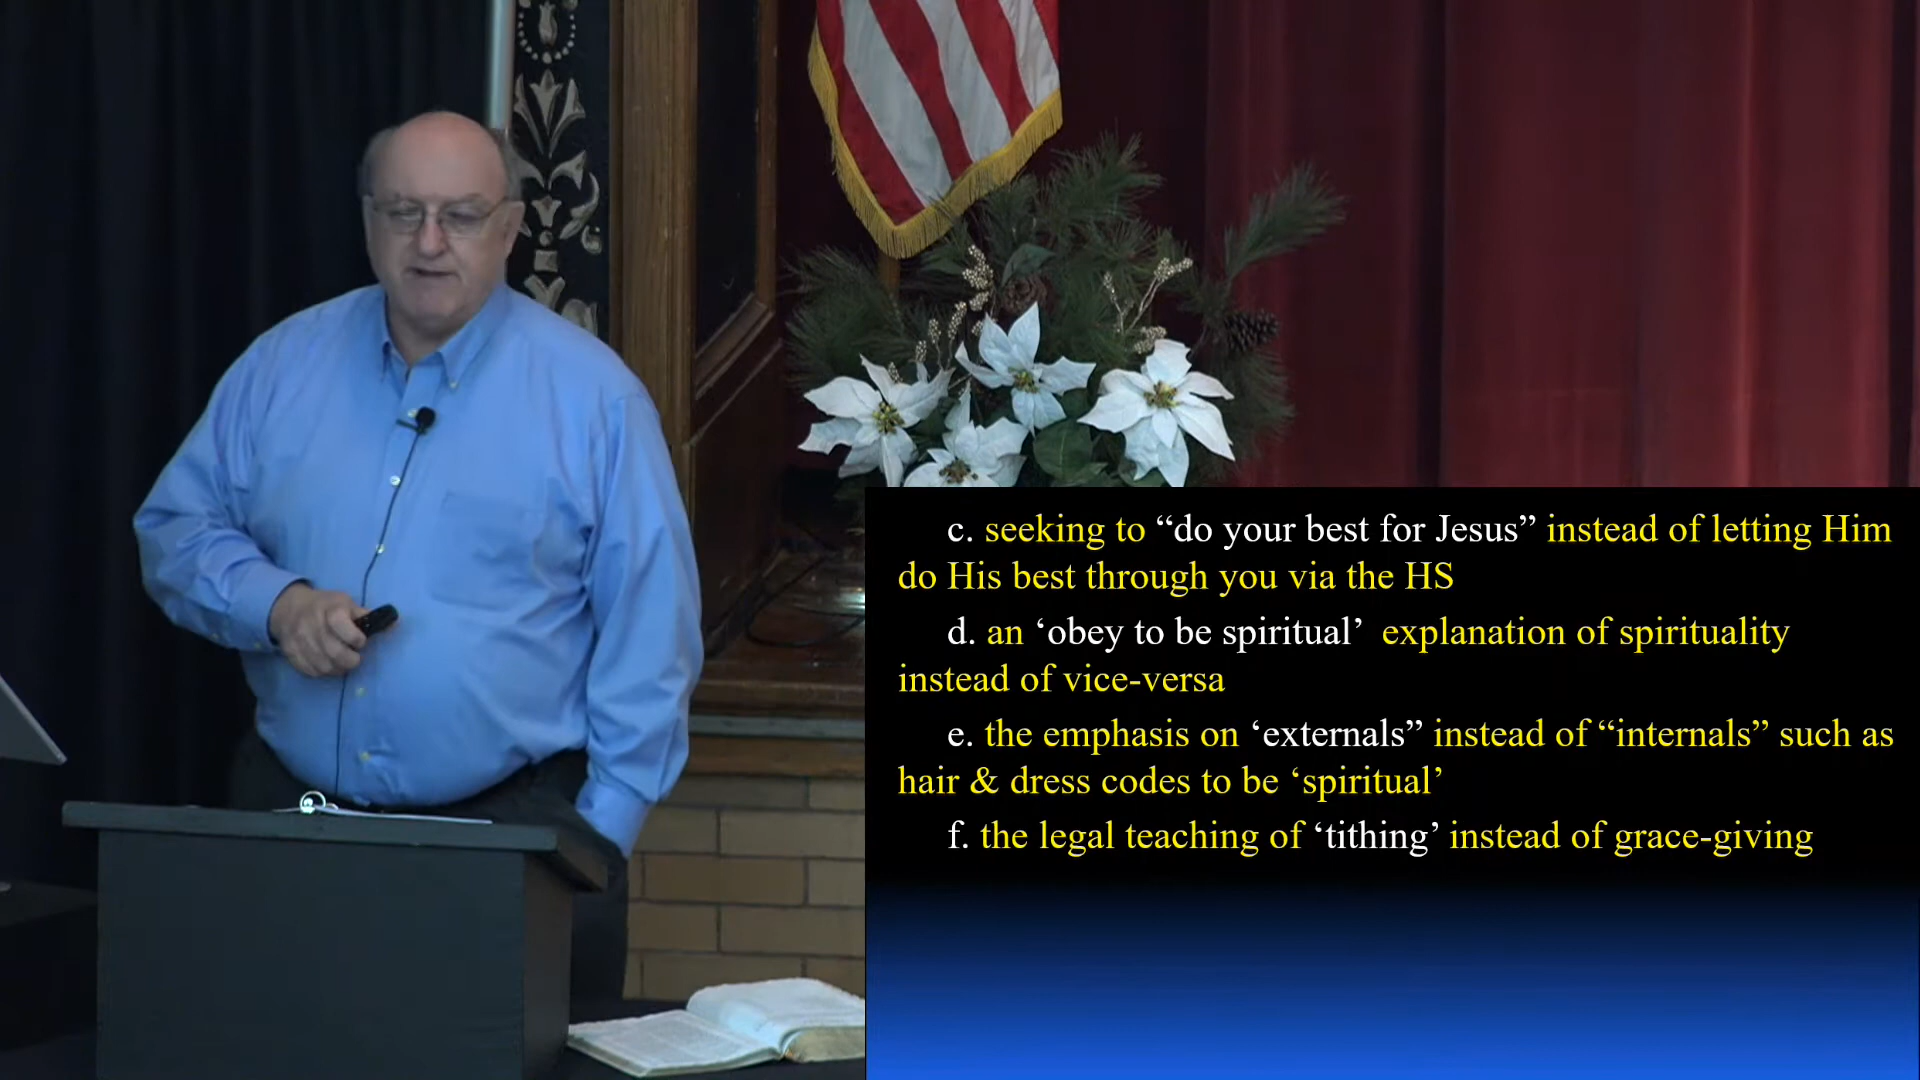 c. seeking to “do your best for Jesus” instead of letting Him
do His best through you via the HS
d. an ‘obey to be spiritual’ explanation of spirituality
instead of vice-versa
e. the emphasis on ‘externals” instead of “internals” such as
hair & dress codes to be ‘spiritual’
f. the legal teaching of ‘tithing’ instead of grace-giving